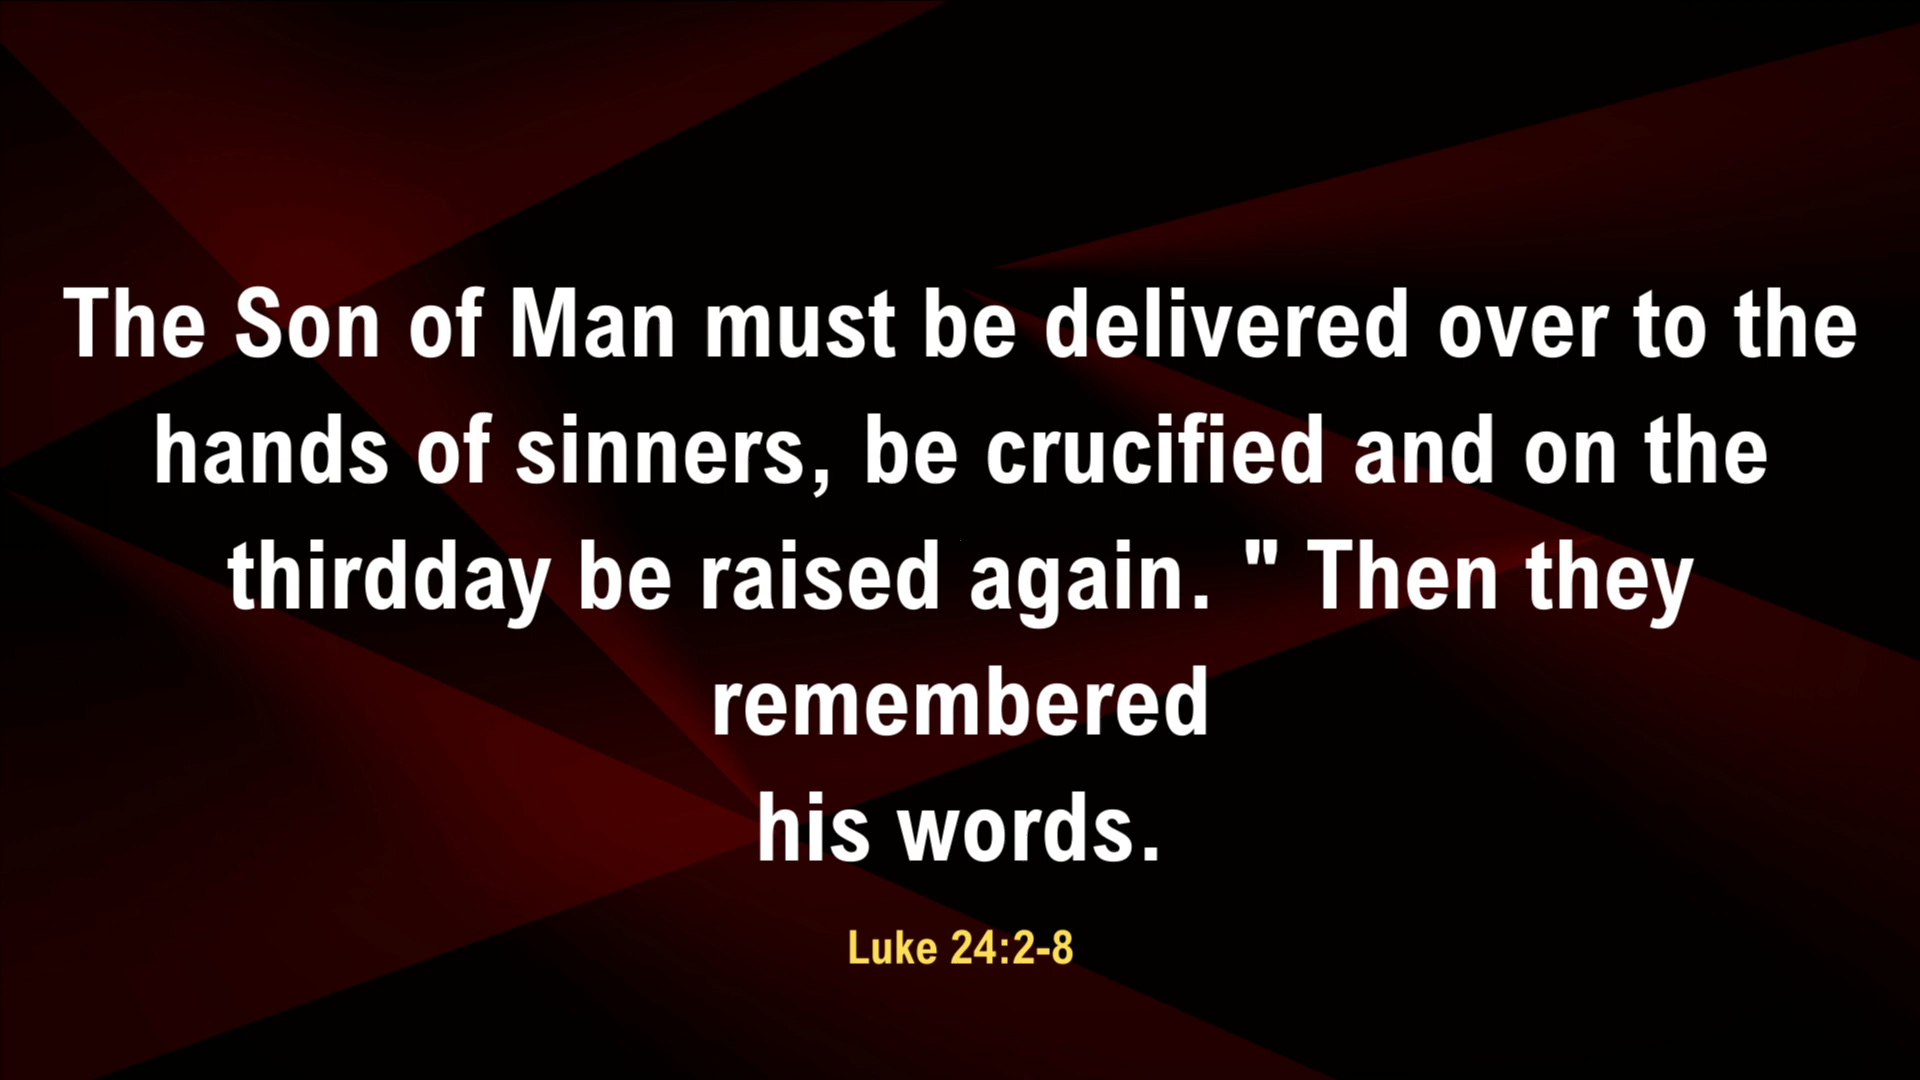 The Son of Man must be delivered over to the
hands of sinners, be crucified and on the
thirdday be raised again. " Then they
remembered
his words.
Luke 24:2-8